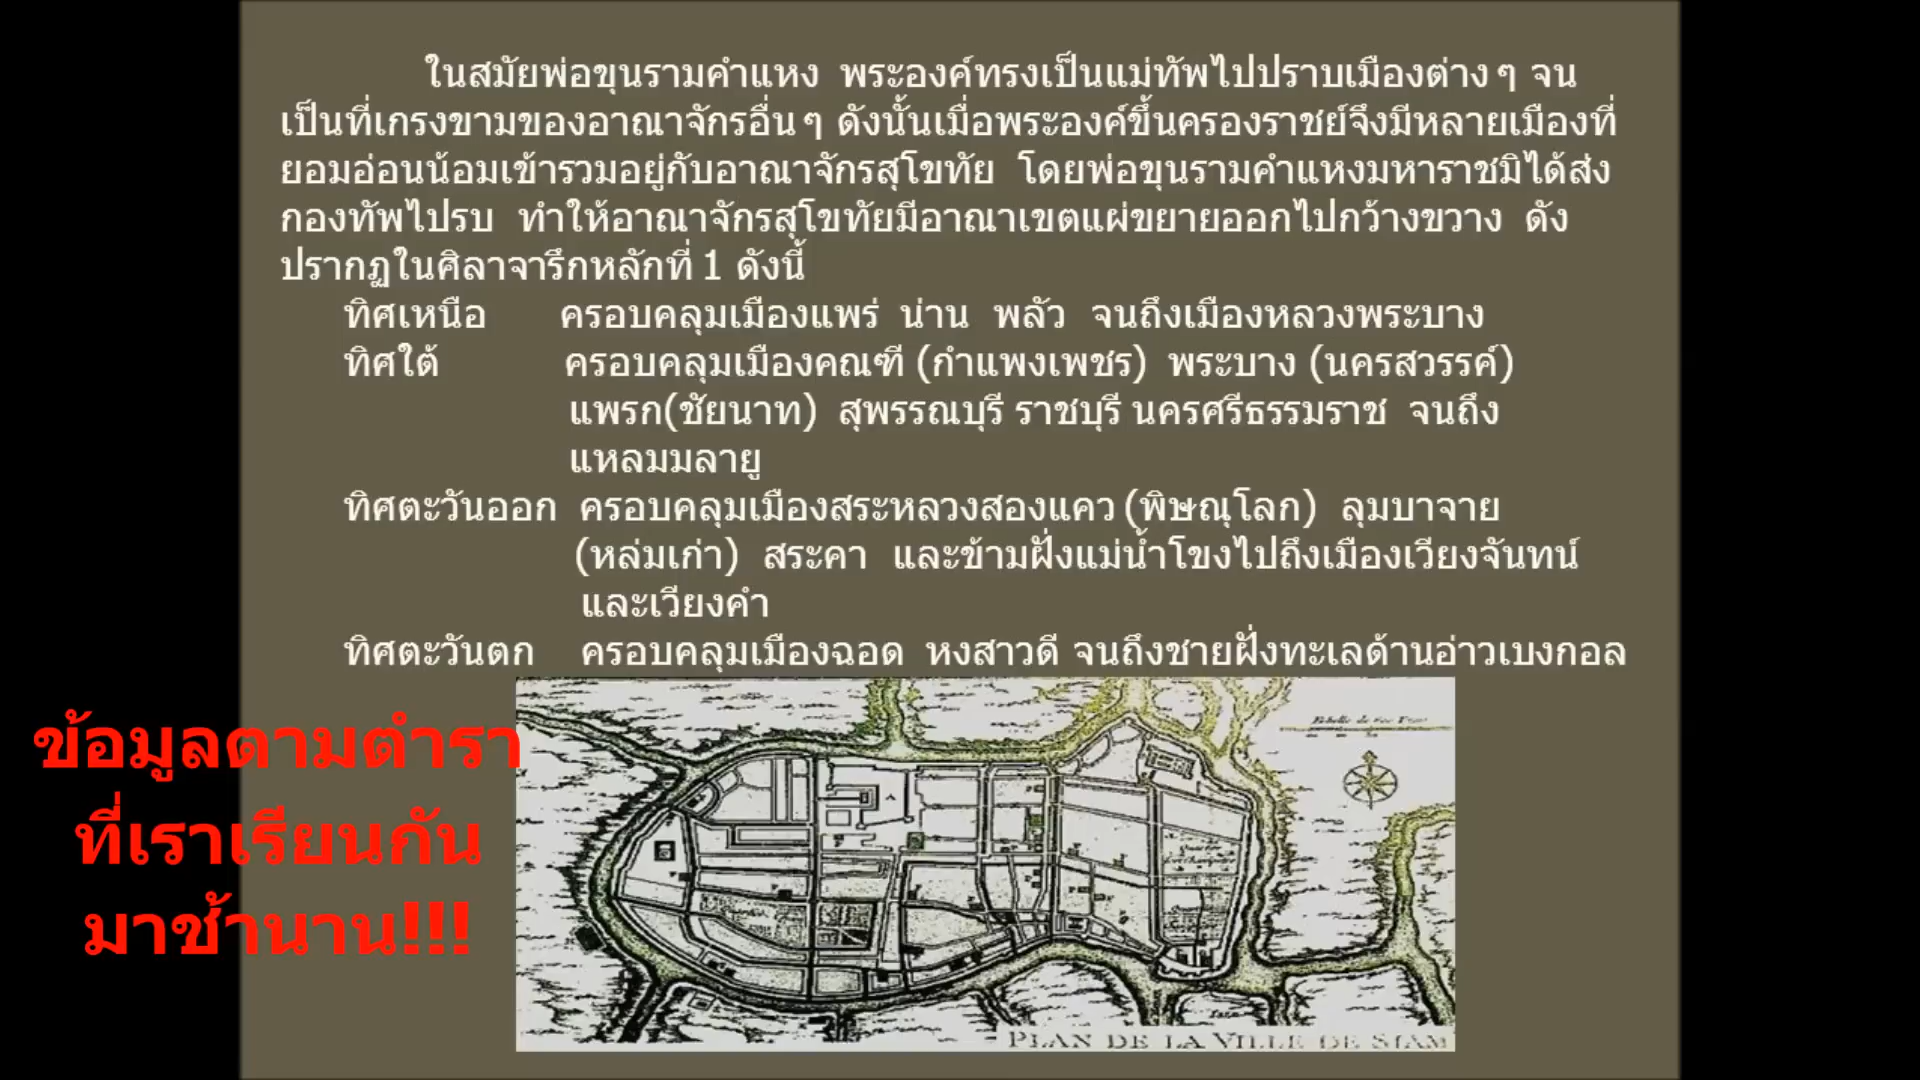 ในสมัยพ่อขุนรามคำแหง พระองค์ทรงเป็นแม่ทัพไปปราบเมืองต่าง ๆ จน
เป็นที่เกรงขามของอาณาจักรอื่น ๆ ดังนั้นเมื่อพระองค์ขึ้นครองราชย์จึงมีหลายเมืองที่
ยอมอ่อนน้อมเข้ารวมอยู่กับอาณาจักรสุโขทัย โดยพ่อขุนรามคำแหงมหาราชมิได้ส่ง
กองทัพไปรบ ทำให้อาณาจักรสุโขทัยมีอาณาเขตแผ่ขยายออกไปกว้างขวาง ดัง
ปรากฏในศิลาจารึกหลักที่ 1 ดังนี้
ทิศเหนือ ครอบคลุมเมืองแพร่ น่าน พลัว จนถึงเมืองหลวงพระบาง
ทิศใต้ ครอบคลุมเมืองคณฑี (กำแพงเพชร) พระบาง (นครสวรรค์)
แพรก(ชัยนาท) สุพรรณบุรี ราชบุรี นครศรีธรรมราช จนถึง
แหลมมลายู
ทิศตะวันออก ครอบคลุมเมืองสระหลวงสองแคว (พิษณุโลก) ลุมบาจาย
(หล่มเก่า) สระคา และข้ามฝั่งแม่น้ำโขงไปถึงเมืองเวียงจันทน์
และเวียงคำ
ทิศตะวันตก ครอบคลุมเมืองฉอด หงสาวดี จนถึงชายฝั่งทะเลด้านอ่าวเบงกอล
ข้อมูลตามตำรา
ที่เราเรียนกัน
มาช้านาน!!!
PLAN DE LA VILLE DE SIAM